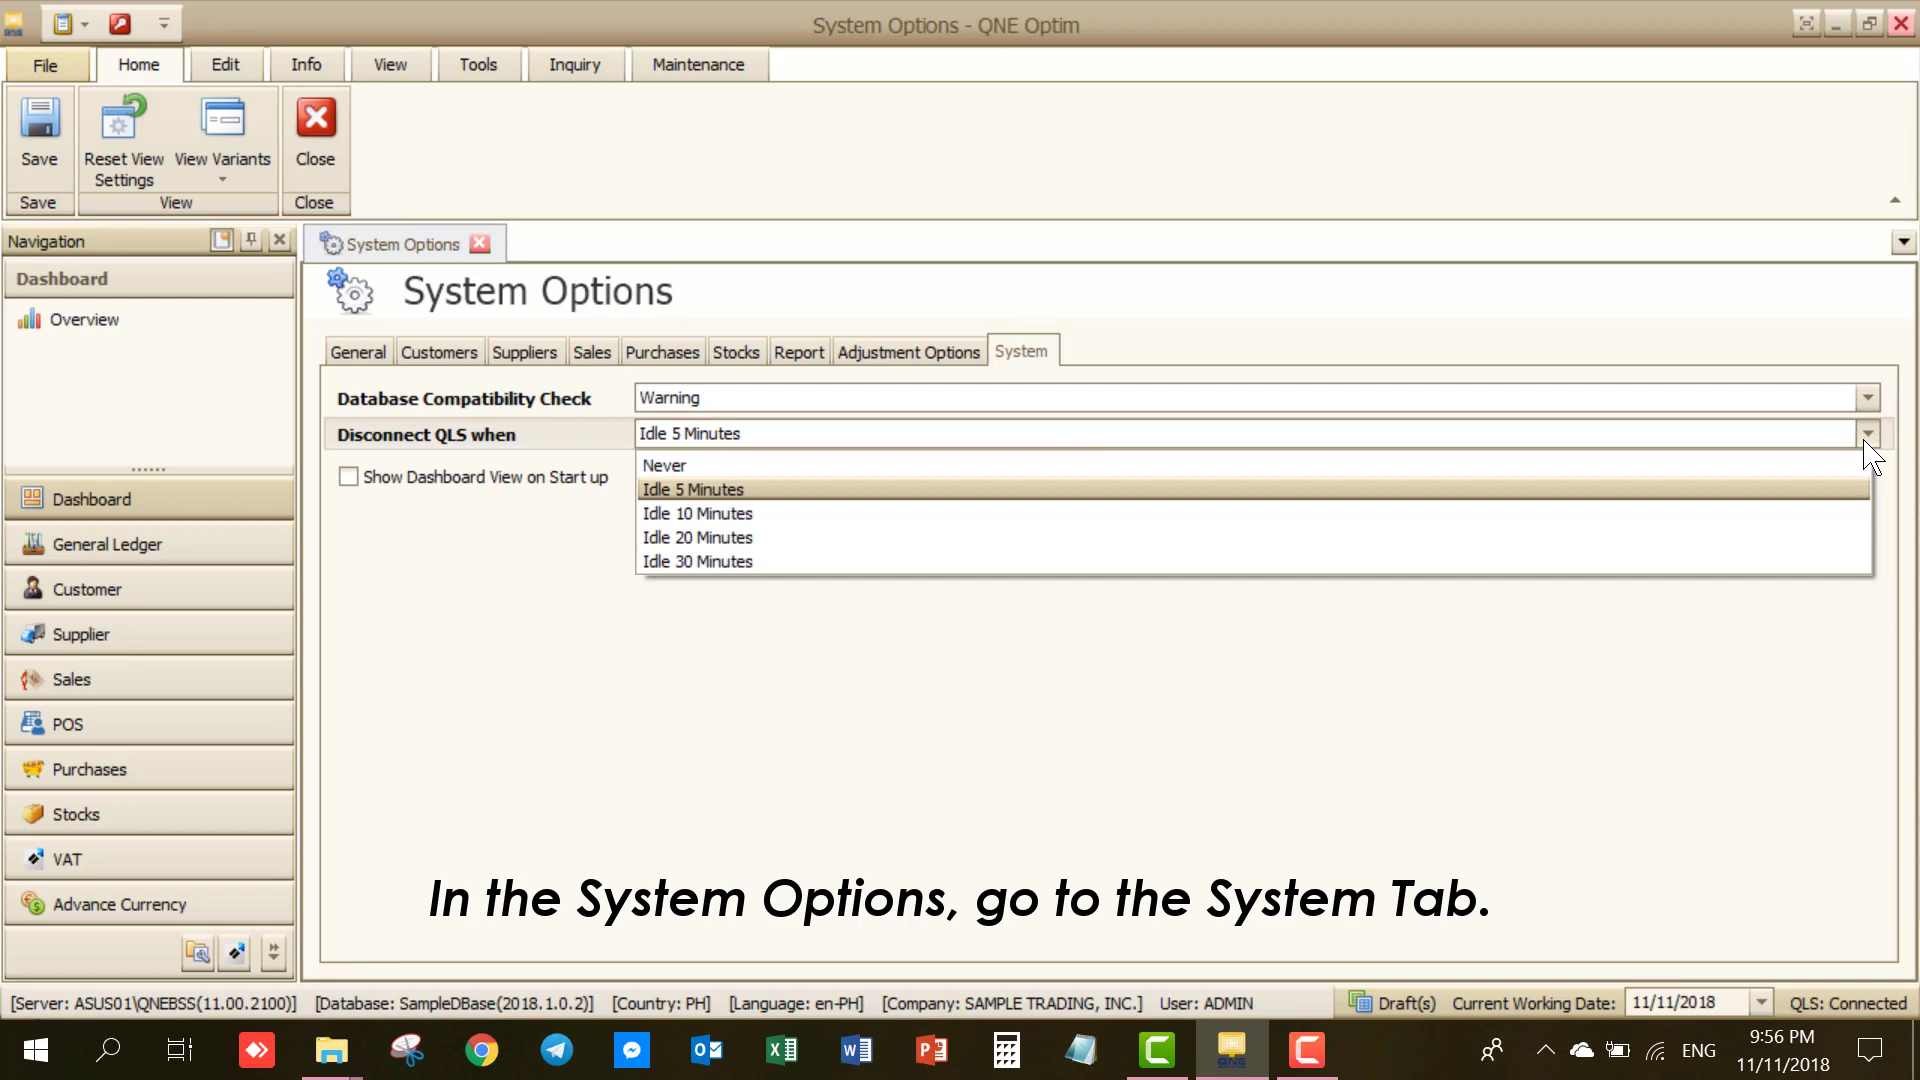 System Options - QNE Optim
File Home Edit Info View Tools Inquiry Maintenance
Save
Reset View
Settings
View Variants
Close
Save View Close
Navigation
System Options
Dashboard
Overview
System Options
General Customers Suppliers Sales Purchases Stocks Report Adjustment Options System
Database Compatibility Check Warning
Disconnect QLS when Idle 5 Minutes
Show Dashboard View on Start up
Never
Idle 5 Minutes
Idle 10 Minutes
Idle 20 Minutes
Idle 30 Minutes
Dashboard
General Ledger
Customer
Supplier
Sales
POS
Purchases
Stocks
VAT
Advance Currency
In the System Options, go to the System Tab.
[Server: ASUS01\QNEBSS(11.00.2100)] [Database: SampleDBase(2018.1.0.2)] [Country: PH] [Language: en-PH] [Company: SAMPLE TRADING, INC.] User: ADMIN Draft(s) Current Working Date: 11/11/2018 QLS: Connected
ENG
9:56 PM
11/11/2018